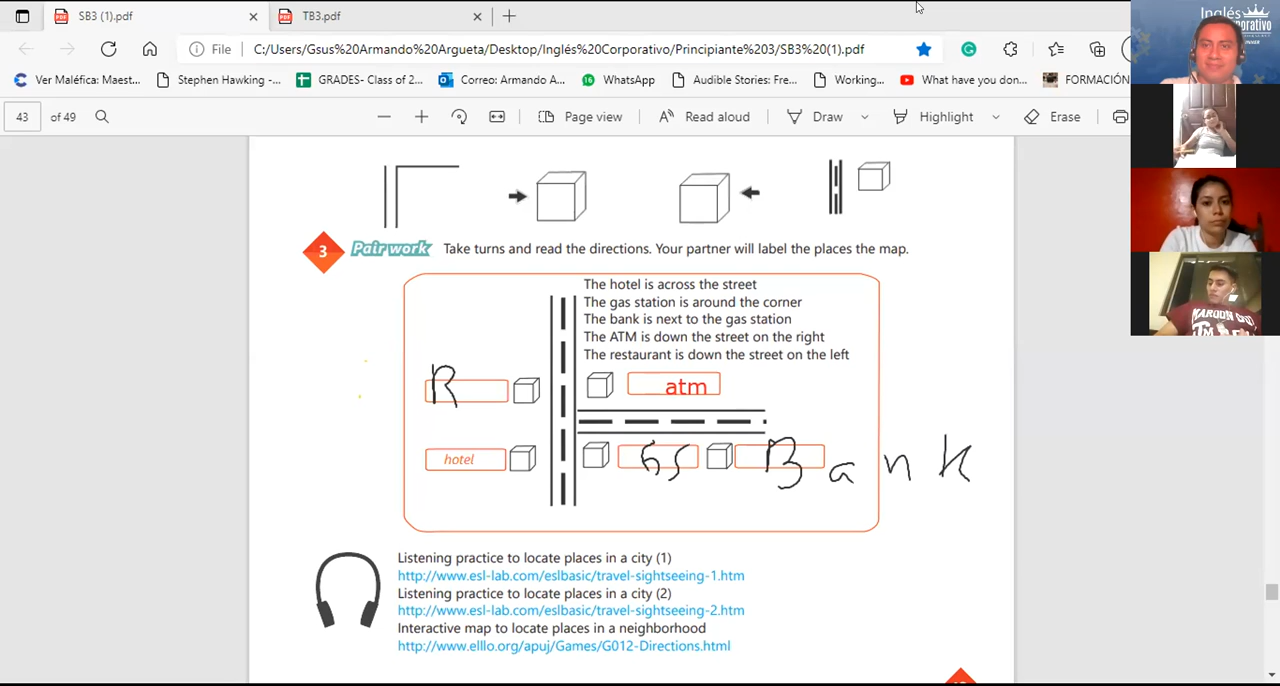 SB3 (1).pdf
TB3.pdf
File
C:/Users/Gsus%20Armando%20Argueta/Desktop/Inglés%20Corporativo/Principiante%203/SB3%20(1).pdf
Ver Maléfica: Maest...
Stephen Hawking -...
GRADES- Class of 2...
Correo: Armando A...
WhatsApp
Audible Stories: Fre...
Working...
What have you don...
FORMACIÓN
43 of 49
Page view
Read aloud
Draw
Highlight
Erase
Inglés
3 Pair work Take turns and read the directions. Your partner will label the places the map.
The hotel is across the street
The gas station is around the corner
The bank is next to the gas station
The ATM is down the street on the right
The restaurant is down the street on the left
R
atm
hotel
GS
Bank
Listening practice to locate places in a city (1)
http://www.esl-lab.com/eslbasic/travel-sightseeing-1.htm
Listening practice to locate places in a city (2)
http://www.esl-lab.com/eslbasic/travel-sightseeing-2.htm
Interactive map to locate places in a neighborhood
http://www.elllo.org/apuj/Games/G012-Directions.html